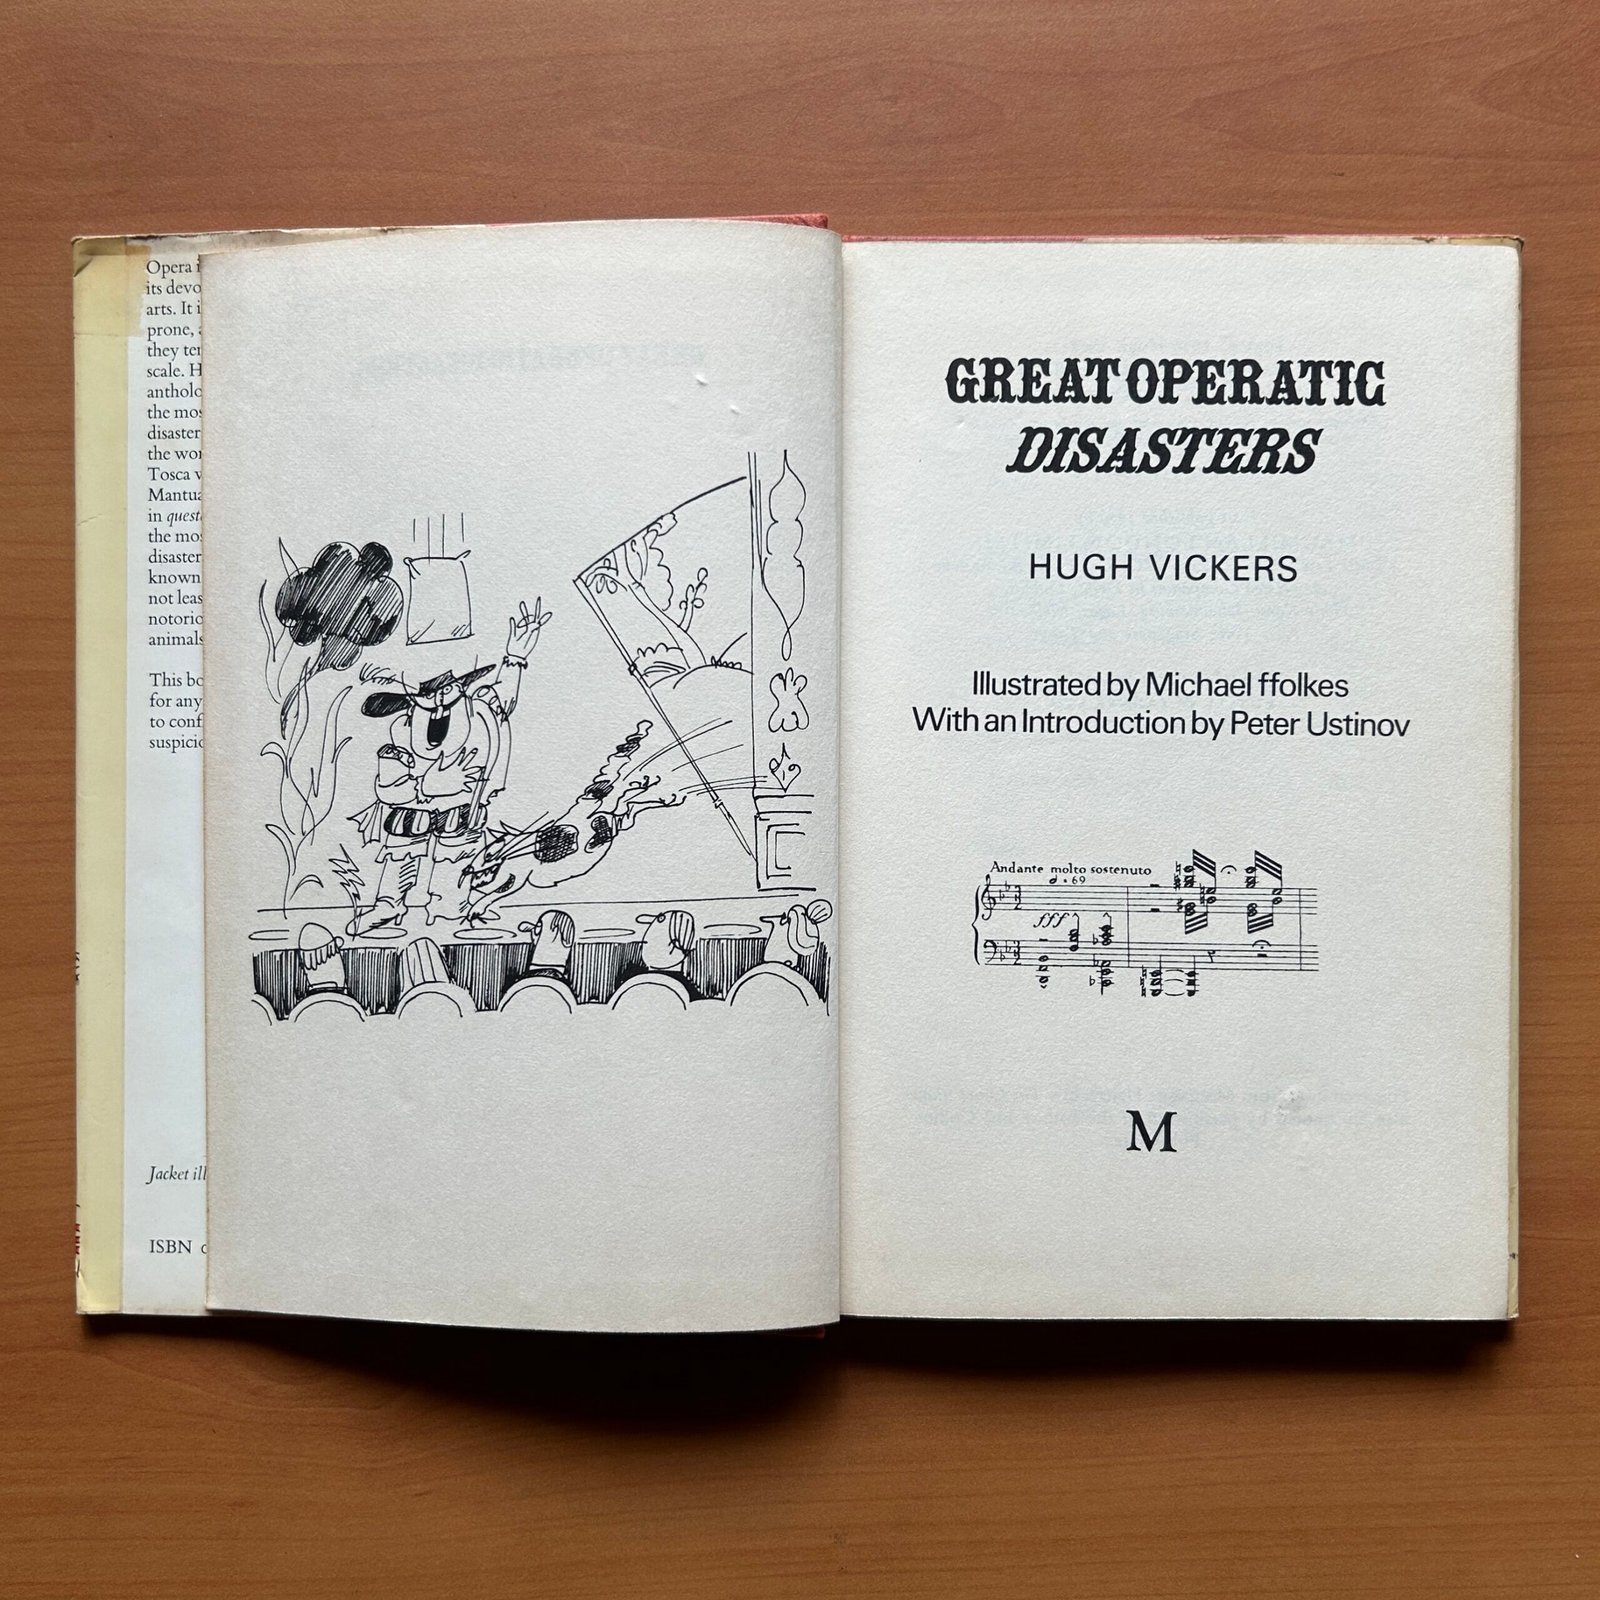 Opera
its devo
arts. It
prone,
they ter
scale. H
antholo
the mos
disaster
the wor
Tosca v
Mantua
in quest
the mos
disaster
known
not leas
notorio
animals
This bo
for any
to conf
suspicio
Jacket ill
ISBN
GREAT OPERATIC
DISASTERS
HUGH VICKERS
Illustrated by Michael ffolkes
With an Introduction by Peter Ustinov
Andante molto sostenuto
69
fff
M